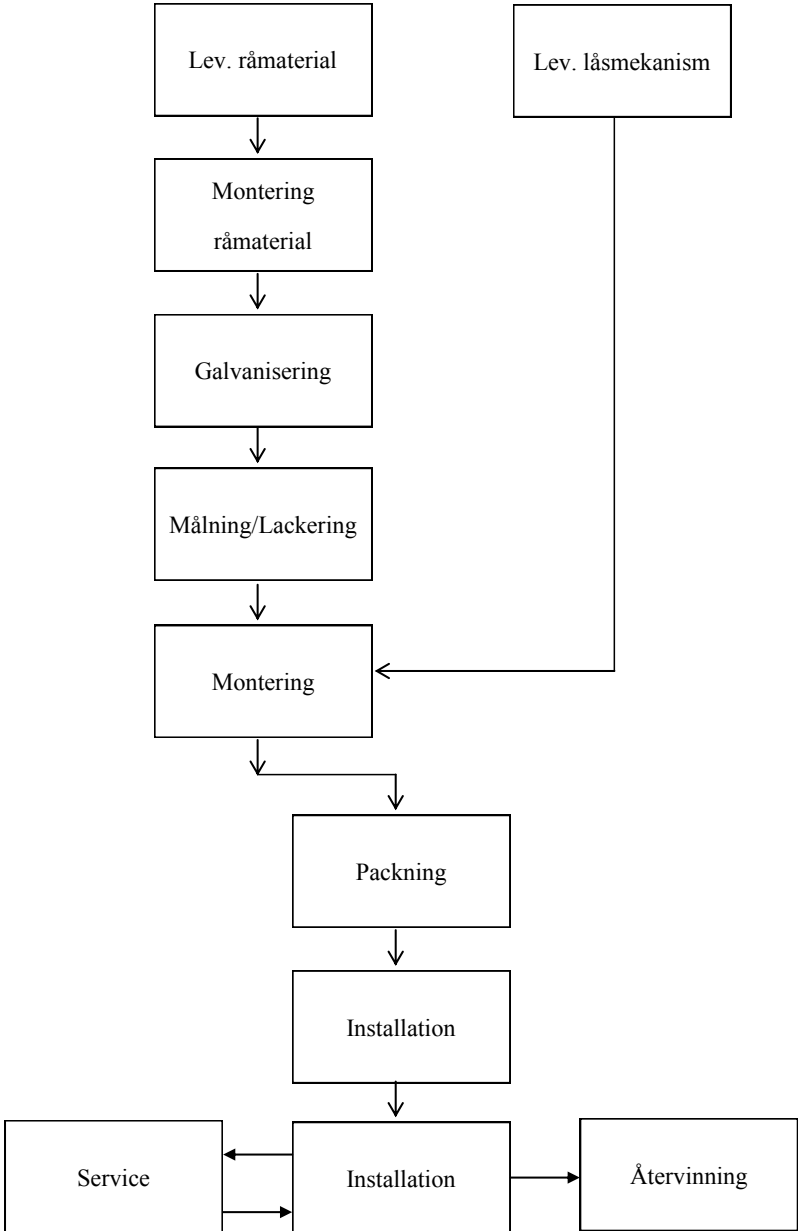 Lev. råmaterial
Lev. låsmekanism
Montering
råmaterial
Galvanisering
Målning/Lackering
Montering
Packning
Installation
Service
Installation
Återvinning